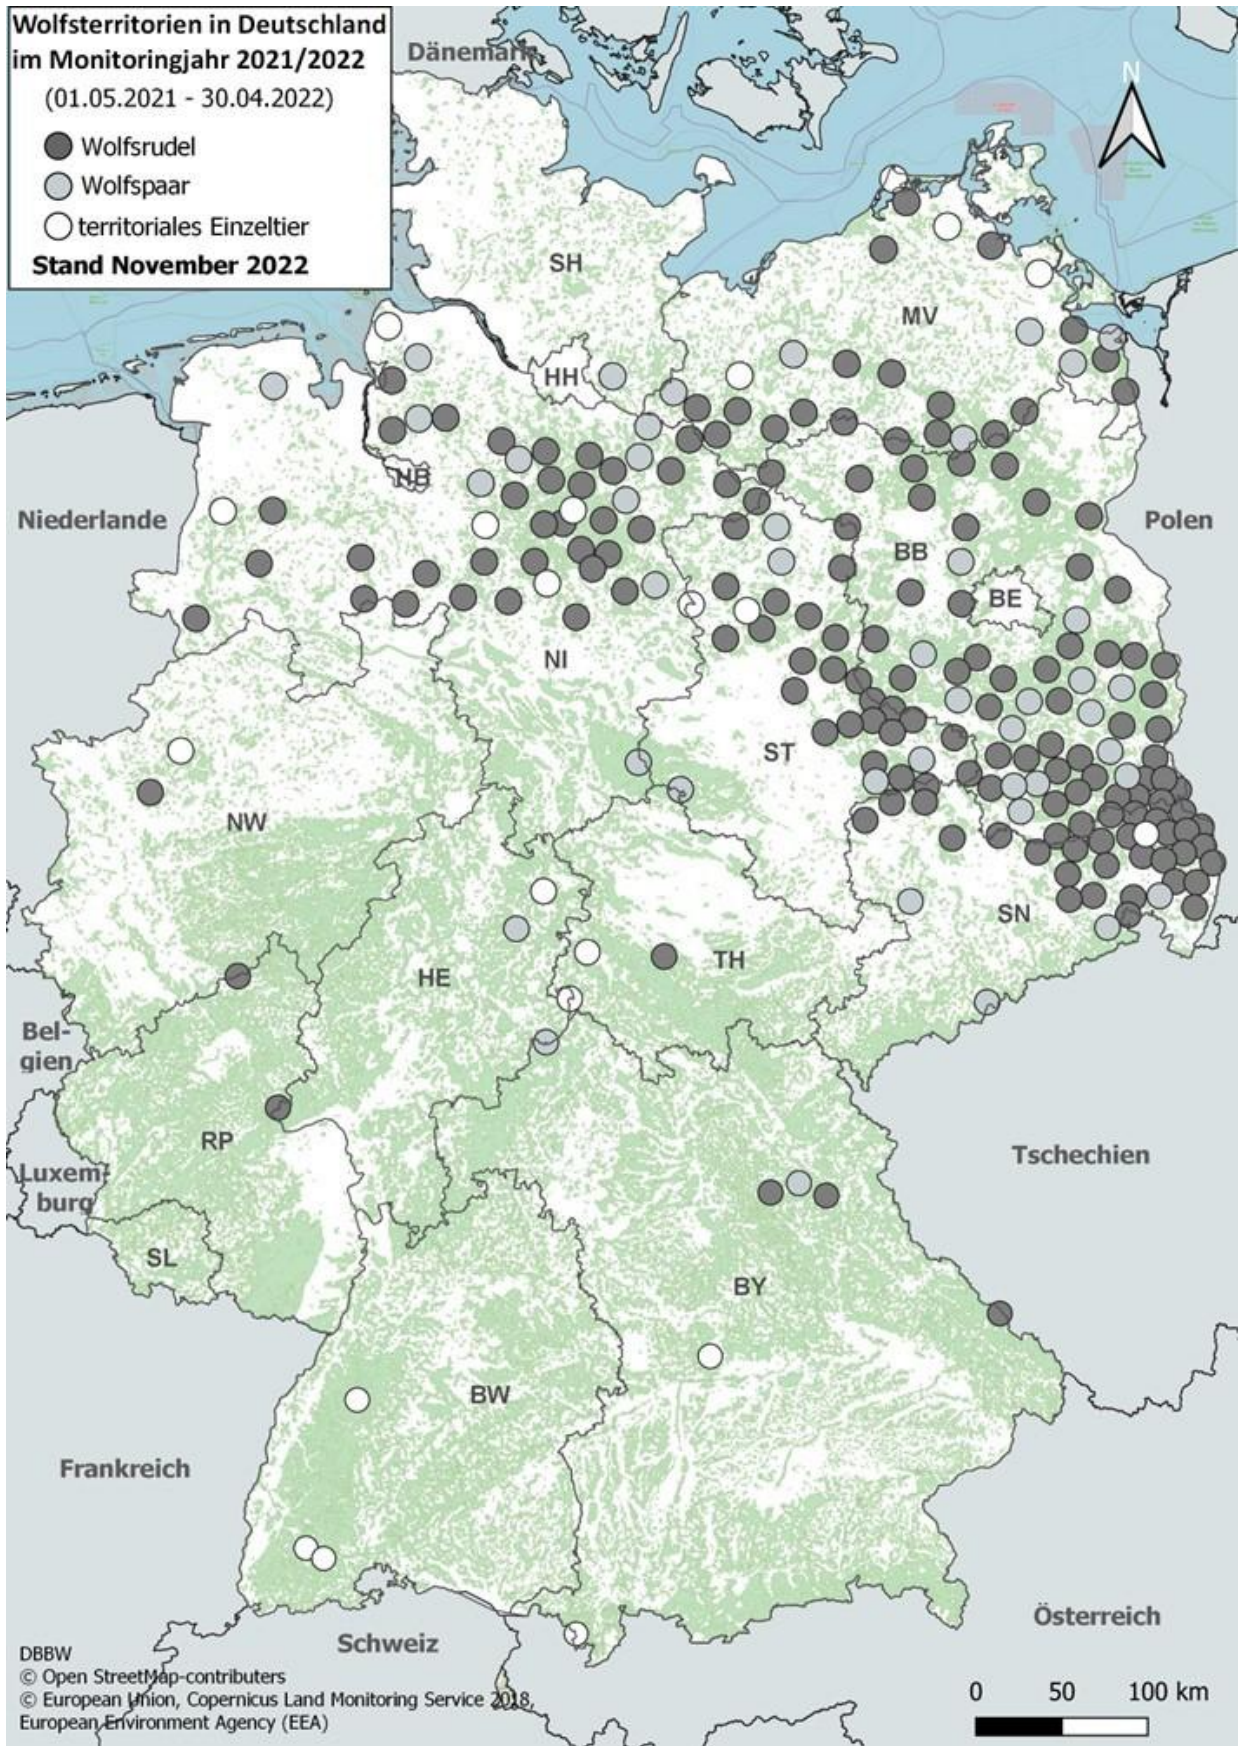 Wolfsterritorien in Deutschland
im Monitoringjahr 2021/2022
(01.05.2021 - 30.04.2022)
Wolfsrudel
Wolfspaar
territoriales Einzeltier
Stand November 2022
Dänemark
N
SH
MV
HH
HB
Niederlande
Polen
BB
BE
NI
ST
NW
SN
TH
HE
Bel-
gien
RP
Tschechien
Luxem-
burg
SL
BY
BW
Frankreich
Österreich
Schweiz
DBBW
© Open StreetMap-contributers
© European Union, Copernicus Land Monitoring Service 2018,
European Environment Agency (EEA)
0 50 100 km